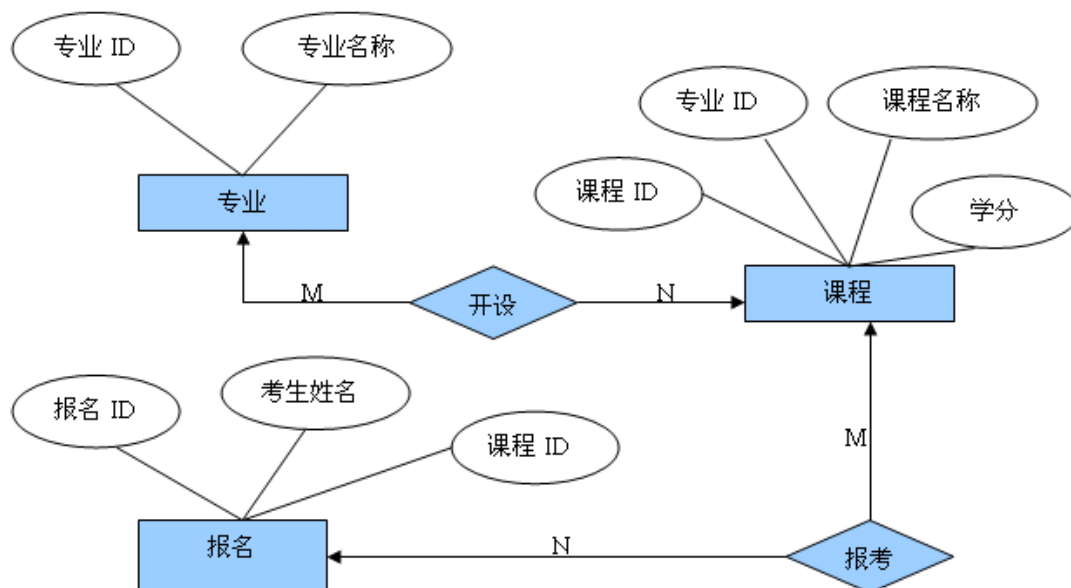 专业 ID
专业名称
专业 ID
课程名称
课程 ID
学分
专业
课程
M
开设
N
报名 ID
考生姓名
课程 ID
M
报名
N
报考